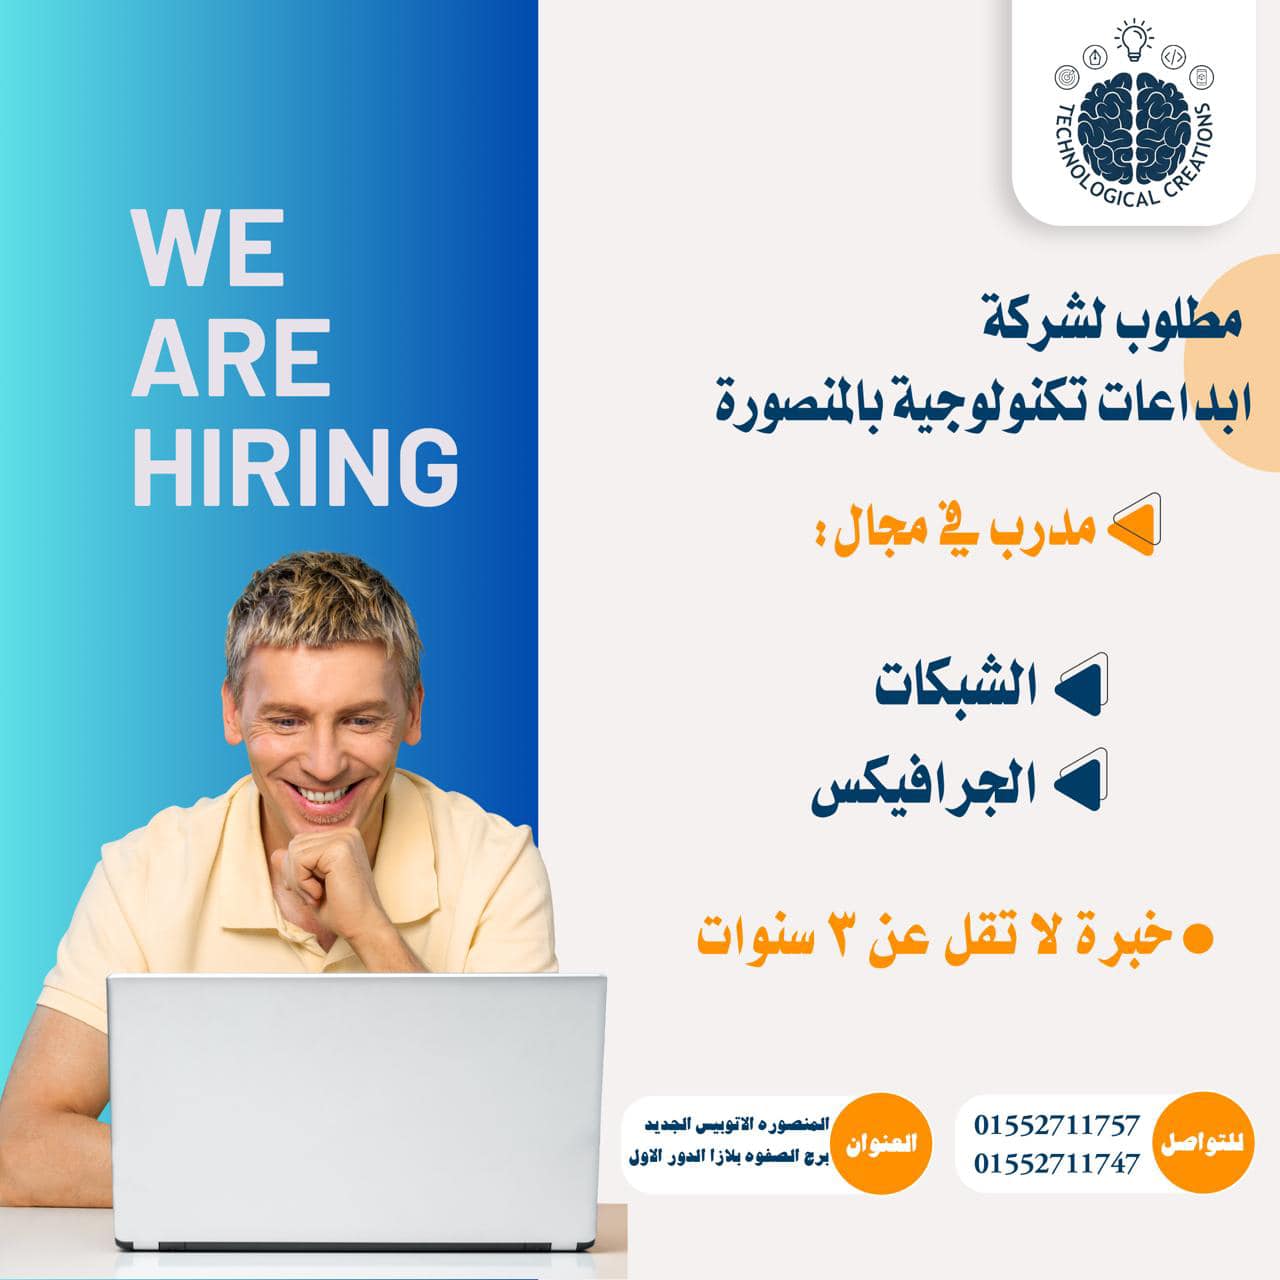 TECHNOLOGICAL CREATIONS
WE
ARE
HIRING
مطلوب لشركة
ابداعات تكنولوجية بالمنصورة
مدرب في مجال :
الشبكات
الجرافيكس
خبرة لا تقل عن ٣ سنوات
للتواصل
01552711757
01552711747
العنوان
المنصوره الاتوبيس الجديد
برج الصفوه بلازا الدور الاول